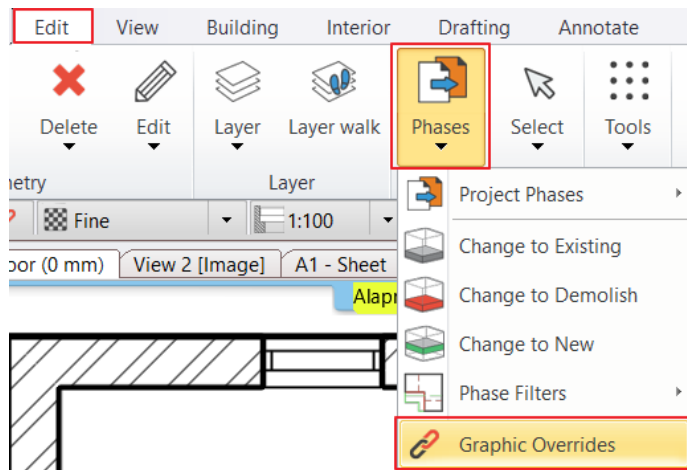 Edit View Building Interior Drafting Annotate
Delete Edit Layer Layer walk Phases Select Tools
Layer
Project Phases
Fine 1:100
Change to Existing
(0 mm) View 2 [Image] A1 - Sheet
Change to Demolish
Change to New
Phase Filters
Graphic Overrides